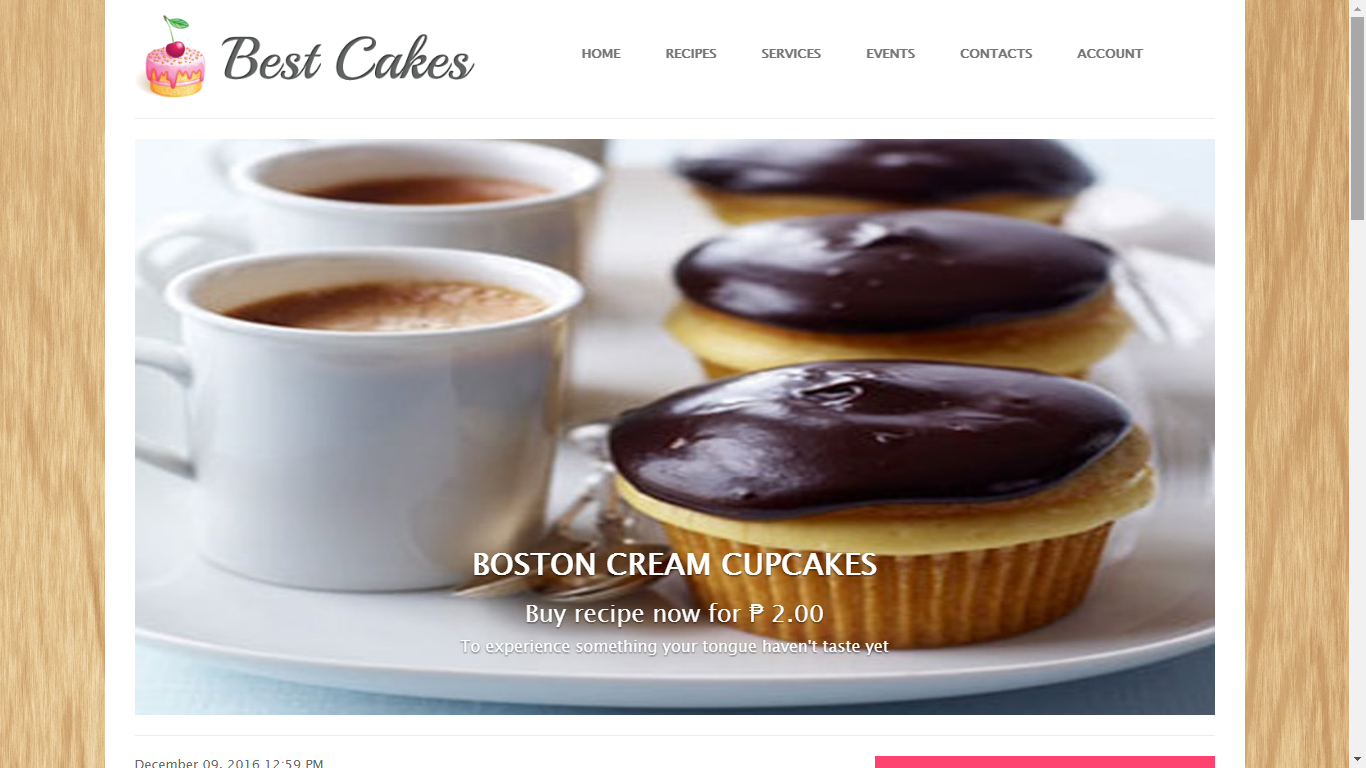 Best Cakes
HOME RECIPES SERVICES EVENTS CONTACTS ACCOUNT
BOSTON CREAM CUPCAKES
Buy recipe now for ₱ 2.00
To experience something your tongue haven't taste yet
December 09, 2016 12:59 PM